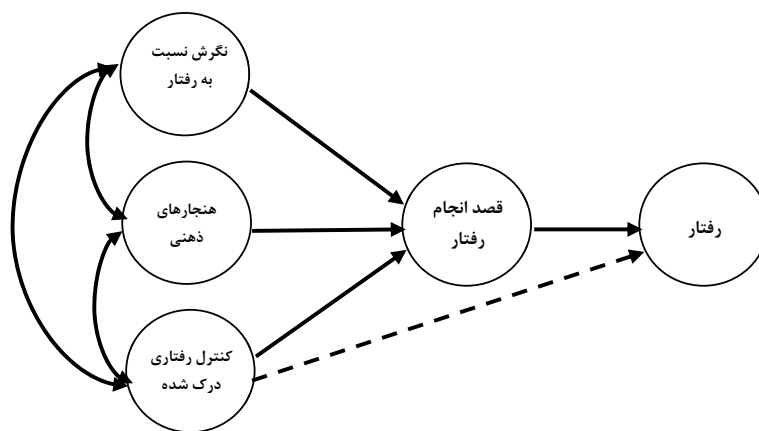 نگرش نسبت
به رفتار
هنجارهای
ذهنی
کنترل رفتاری
درک شده
قصد انجام
رفتار
رفتار